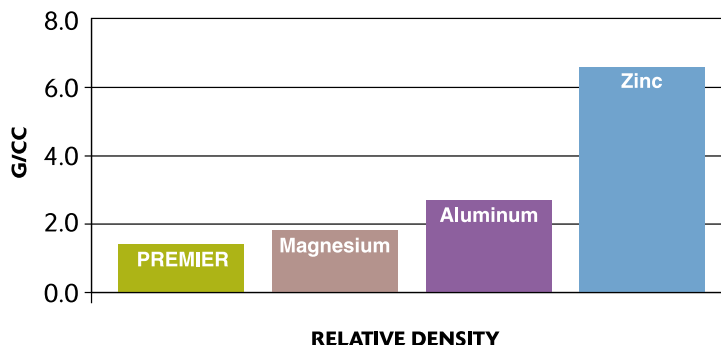 8.0
6.0
4.0
2.0
0.0
G/CC
PREMIER
Magnesium
Aluminum
Zinc
RELATIVE DENSITY